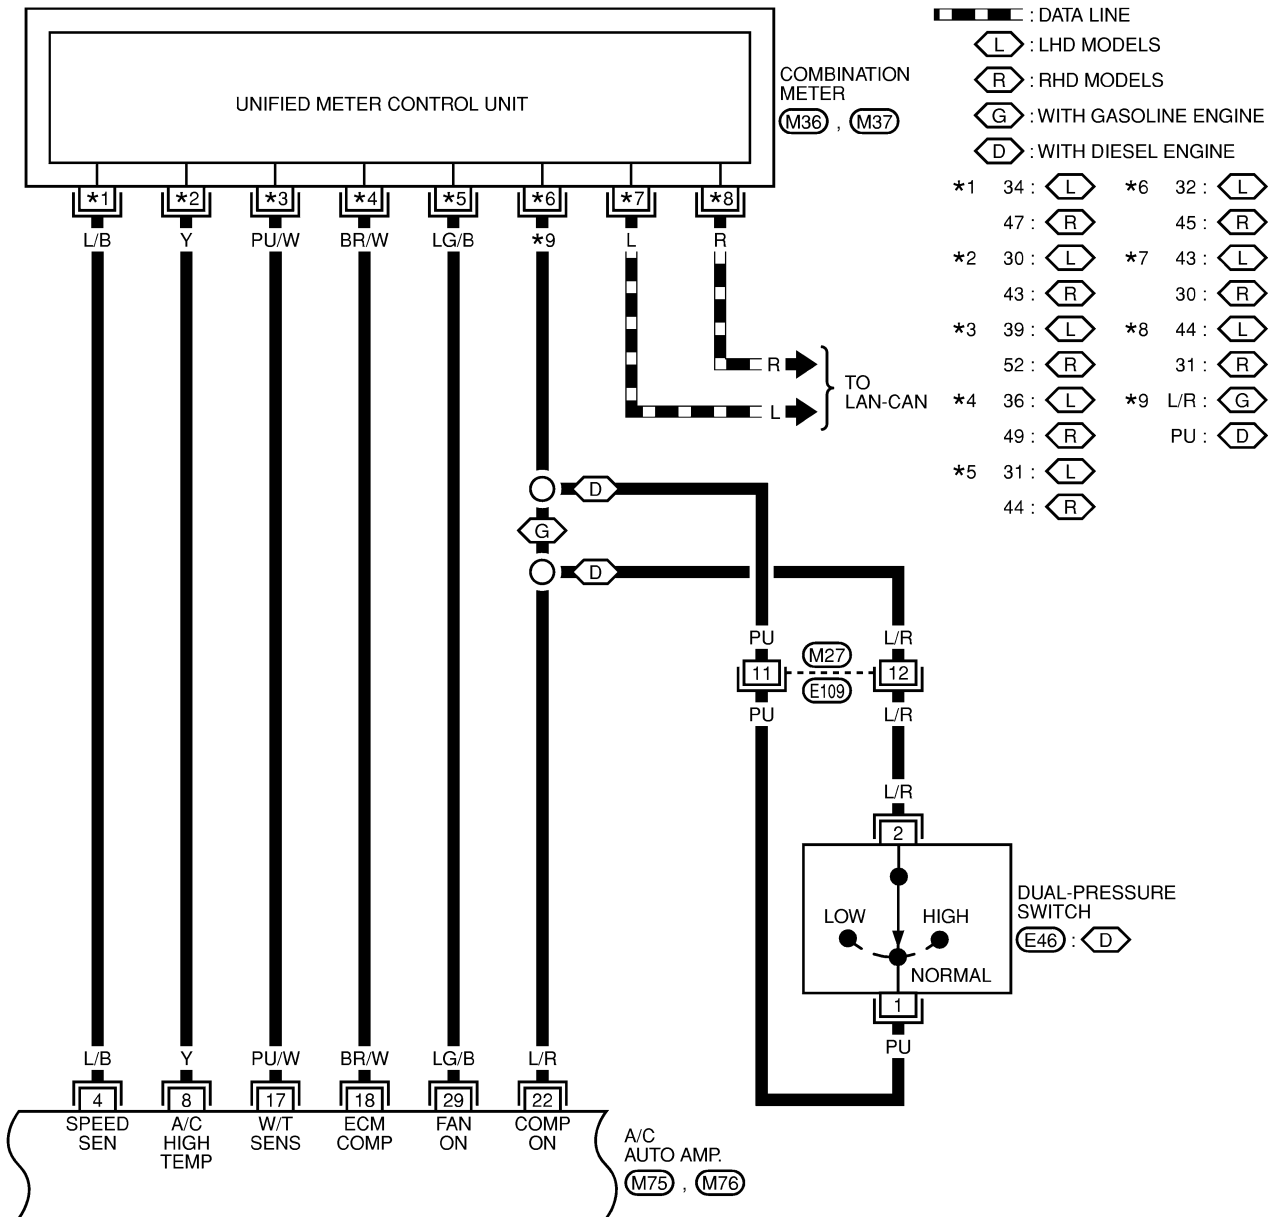 UNIFIED METER CONTROL UNIT
COMBINATION
METER
M36 , M37
: DATA LINE
L : LHD MODELS
R : RHD MODELS
G : WITH GASOLINE ENGINE
D : WITH DIESEL ENGINE
*1 34 : L *6 32 : L
47 : R 45 : R
*2 30 : L *7 43 : L
43 : R 30 : R
*3 39 : L *8 44 : L
52 : R 31 : R
*4 36 : L *9 L/R : G
49 : R PU : D
*5 31 : L
44 : R
*1 *2 *3 *4 *5 *6 *7 *8
L/B Y PU/W BR/W LG/B *9 L R
R
L
TO
LAN-CAN
D
G
D
PU L/R
11 M27 12
E109
PU L/R
L/R
2
LOW HIGH
NORMAL
1
PU
DUAL-PRESSURE
SWITCH
E46 : D
L/B Y PU/W BR/W LG/B L/R
4 8 17 18 29 22
SPEED
SEN
A/C
HIGH
TEMP
W/T
SENS
ECM
COMP
FAN
ON
COMP
ON
A/C
AUTO AMP.
M75 , M76